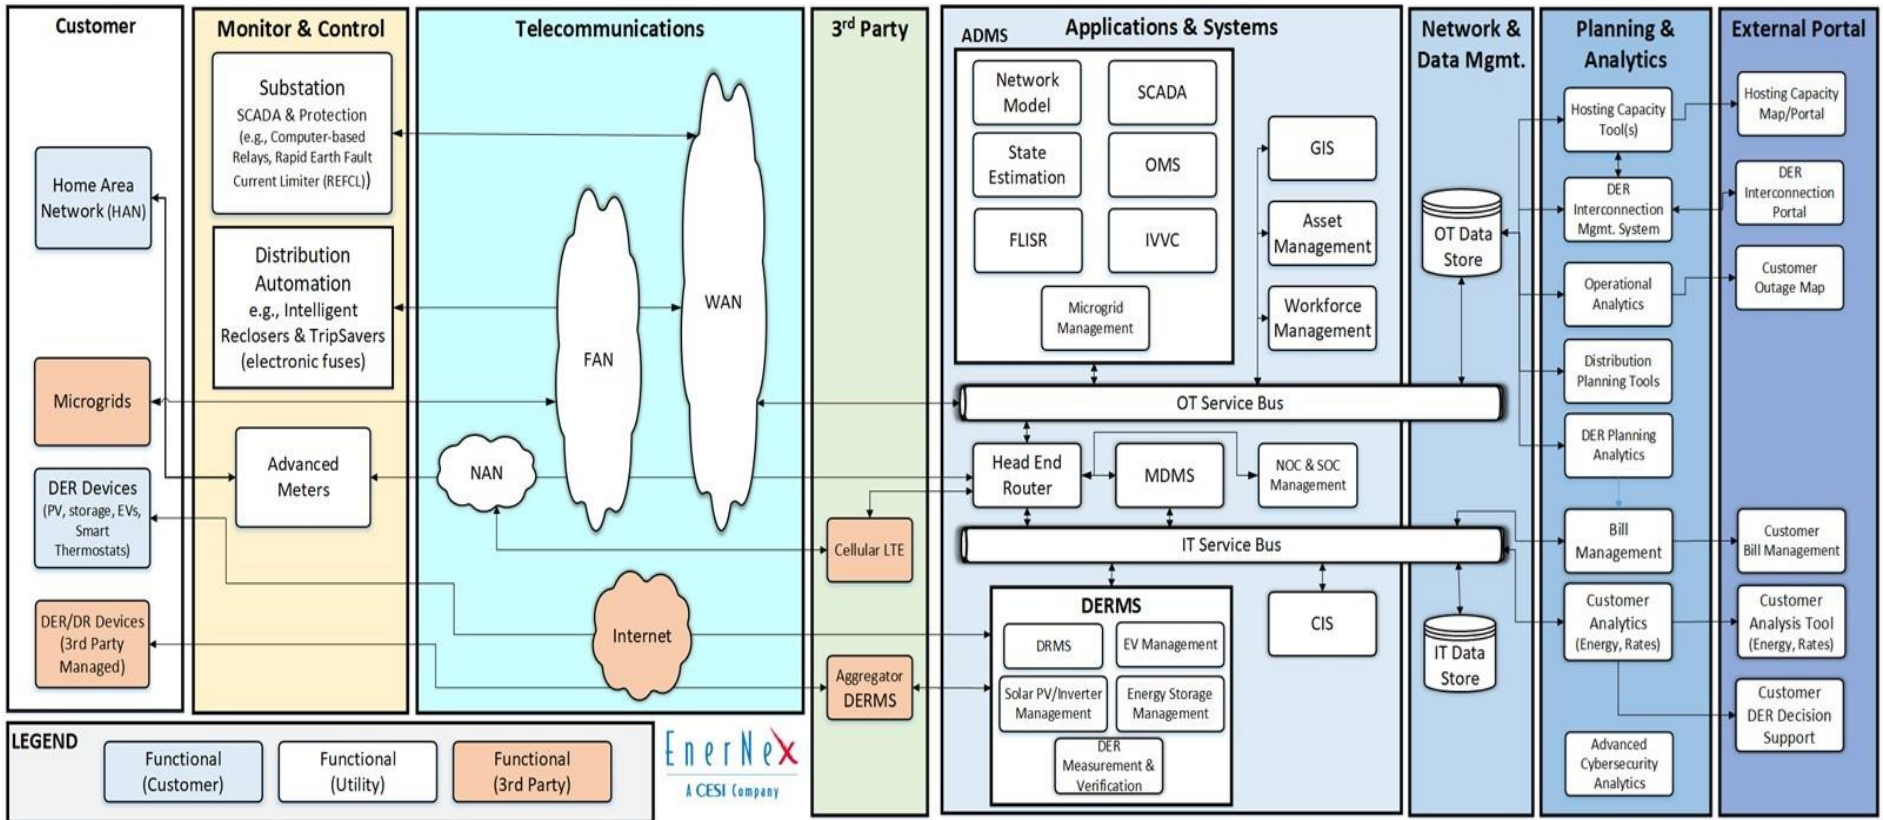 Customer
Home Area
Network (HAN)
Microgrids
DER Devices
(PV, storage, EVs,
Smart
Thermostats)
DER/DR Devices
(3rd Party
Managed)
Monitor & Control
Substation
SCADA & Protection
(e.g., Computer-based
Relays, Rapid Earth Fault
Current Limiter (REFCL))
Distribution
Automation
e.g., Intelligent
Reclosers & TripSavers
(electronic fuses)
Advanced
Meters
Telecommunications
WAN
FAN
NAN
Internet
3rd Party
Cellular LTE
Aggregator
DERMS
Applications & Systems
ADMS
Network
Model
SCADA
State
Estimation
OMS
FLISR
IVVC
Microgrid
Management
GIS
Asset
Management
Workforce
Management
OT Service Bus
Head End
Router
MDMS
NOC & SOC
Management
IT Service Bus
DERMS
DRMS
EV Management
Solar PV/Inverter
Management
Energy Storage
Management
DER
Measurement &
Verification
CIS
Network &
Data Mgmt.
OT Data
Store
IT Data
Store
Planning &
Analytics
Hosting Capacity
Tool(s)
DER
Interconnection
Mgmt. System
Operational
Analytics
Distribution
Planning Tools
DER Planning
Analytics
Bill
Management
Customer
Analytics
(Energy, Rates)
Advanced
Cybersecurity
Analytics
External Portal
Hosting Capacity
Map/Portal
DER
Interconnection
Portal
Customer
Outage Map
Customer
Bill Management
Customer
Analysis Tool
(Energy, Rates)
Customer
DER Decision
Support
LEGEND
Functional
(Customer)
Functional
(Utility)
Functional
(3rd Party)
EnerNex
A CESI Company